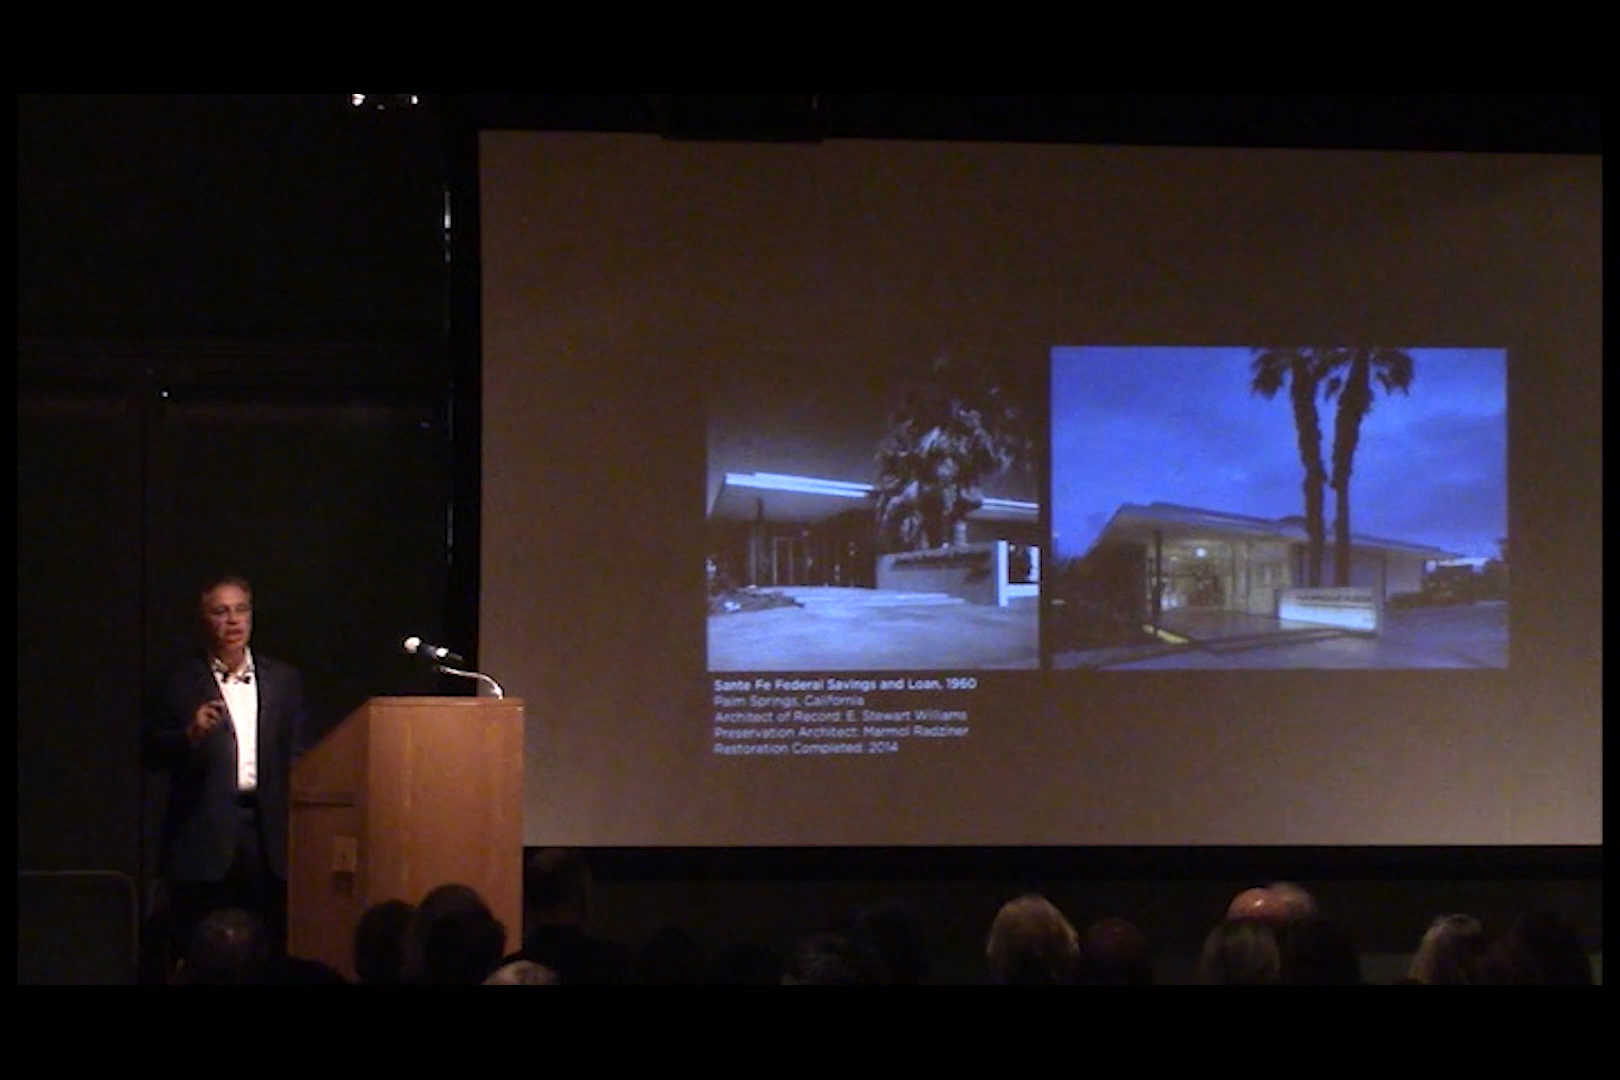 Sante Fe Federal Savings and Loan, 1960
Palm Springs, California
Architect of Record: E. Stewart Williams
Preservation Architect: Marmol Radziner
Restoration Completed: 2014